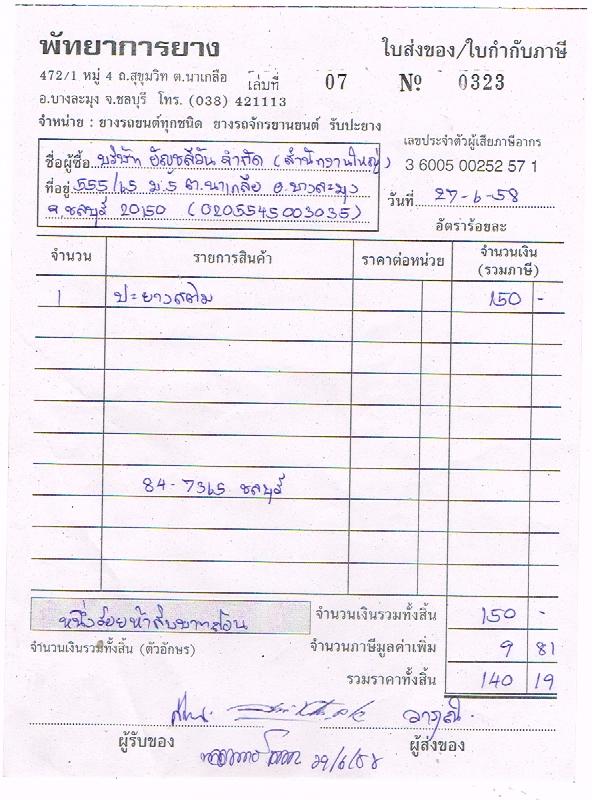 พัทยาการยาง
ใบส่งของ/ใบกำกับภาษี
472/1 หมู่ 4 ถ.สุขุมวิท ต.นาเกลือ
เล่มที่ 07 Nº 0323
อ.บางละมุง จ.ชลบุรี โทร. (038) 421113
จำหน่าย : ยางรถยนต์ทุกชนิด ยางรถจักรยานยนต์ รับปะยาง
เลขประจำตัวผู้เสียภาษีอากร
3 6005 00252 57 1
ชื่อผู้ซื้อ บริษัท จำกัด (สำนักงานใหญ่)
ที่อยู่ 555/65 ม.5 ต.นาเกลือ อ.บางละมุง
จ.ชลบุรี 20150 (0205545003035)
วันที่ 27-6-58
อัตราร้อยละ
จำนวน รายการสินค้า ราคาต่อหน่วย จำนวนเงิน
(รวมภาษี)
1 ปะยางสตีม 150 -
84-7365 ชลบุรี
หนึ่งร้อยห้าสิบบาทถ้วน จำนวนเงินรวมทั้งสิ้น 150 -
จำนวนเงินรวมทั้งสิ้น (ตัวอักษร) จำนวนภาษีมูลค่าเพิ่ม 9 81
รวมราคาทั้งสิ้น 140 19
ผู้รับของ ผู้ส่งของ
29/6/58